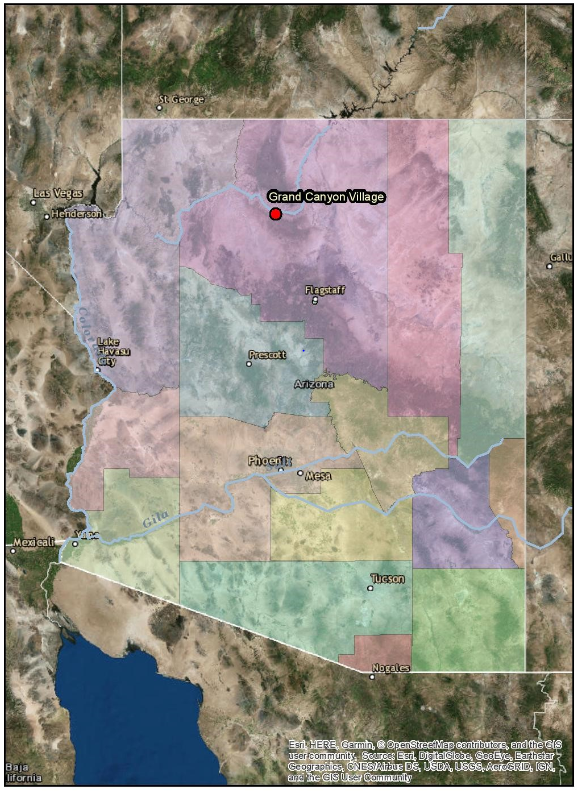 St. George
Las Vegas
Henderson
Grand Canyon Village
Gallu
Flagstaff
Lake
Havasu
City
Prescott
Arizona
Phoenix
Mesa
Gila
Mexicali
Yuma
Tucson
Nogales
Baja
lifornia
Esri, HERE, Garmin, © OpenStreetMap contributors, and the GIS
user community, Source: Esri, DigitalGlobe, GeoEye, Earthstar
Geographics, CNES/Airbus DS, USDA, USGS, AeroGRID, IGN,
and the GIS User Community